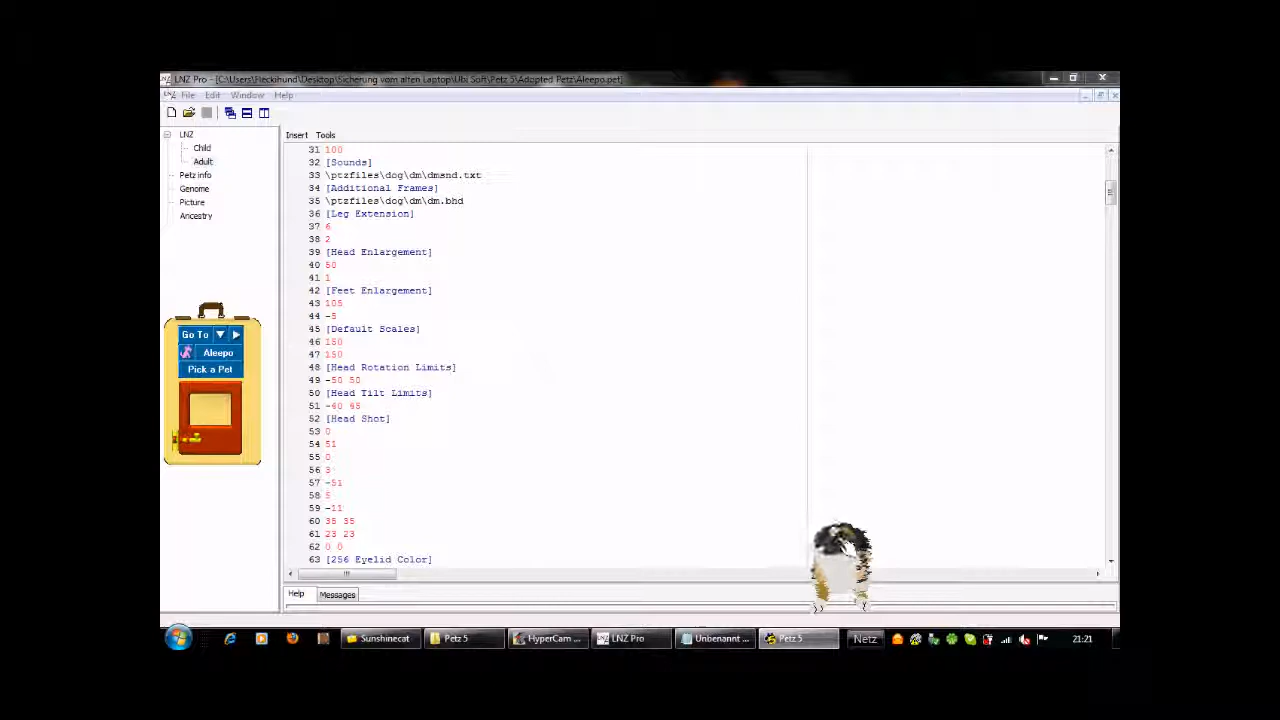 LNZ Pro - [C:\Users\Fleckihund\Desktop\Sicherung vom alten Laptop\Ubi Soft\Petz 5\Adopted Petz\Aleepo.pet]
File Edit Window Help
LNZ
Child
Adult
Petz info
Genome
Picture
Ancestry
Go To
Aleepo
Pick a Pet
Insert Tools
31 100
32 [Sounds]
33 \ptzfiles\dog\dm\dmsnd.txt
34 [Additional Frames]
35 \ptzfiles\dog\dm\dm.bhd
36 [Leg Extension]
37 6
38 2
39 [Head Enlargement]
40 50
41 1
42 [Feet Enlargement]
43 105
44 -5
45 [Default Scales]
46 150
47 150
48 [Head Rotation Limits]
49 -50 50
50 [Head Tilt Limits]
51 -40 45
52 [Head Shot]
53 0
54 51
55 0
56 3
57 -51
58 5
59 -11
60 35 35
61 23 23
62 0 0
63 [256 Eyelid Color]
Help Messages
Sunshinecat Petz 5 HyperCam ... LNZ Pro Unbenannt ... Petz 5 Netz 21:21